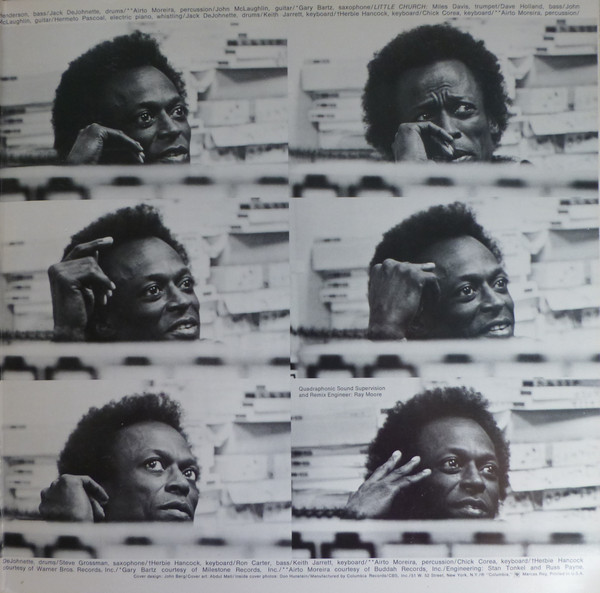 Henderson, bass/Jack DeJohnette, drums/**Airto Moreira, percussion/John McLaughlin, guitar/*Gary Bartz, saxophone/LITTLE CHURCH: Miles Davis, trumpet/Dave Holland, bass/John
McLaughlin, guitar/Hermeto Pascoal, electric piano, whistling/Jack DeJohnette, drums/Keith Jarrett, keyboard/†Herbie Hancock, keyboard/Chick Corea, keyboard/**Airto Moreira, percussion/
Quadraphonic Sound Supervision
and Remix Engineer: Ray Moore
DeJohnette, drums/Steve Grossman, saxophone/†Herbie Hancock, keyboard/Ron Carter, bass/Keith Jarrett, keyboard/**Airto Moreira, percussion/Chick Corea, keyboard/†Herbie Hancock
courtesy of Warner Bros. Records, Inc./*Gary Bartz courtesy of Milestone Records, Inc./**Airto Moreira courtesy of Buddah Records, Inc./Engineering: Stan Tonkel and Russ Payne.
Cover design: John Berg/Cover art: Abdul Mati/Inside cover photos: Don Hunstein/Manufactured by Columbia Records/CBS, Inc./51 W. 52 Street, New York, N.Y./® "Columbia," Marcas Reg. Printed in U.S.A.